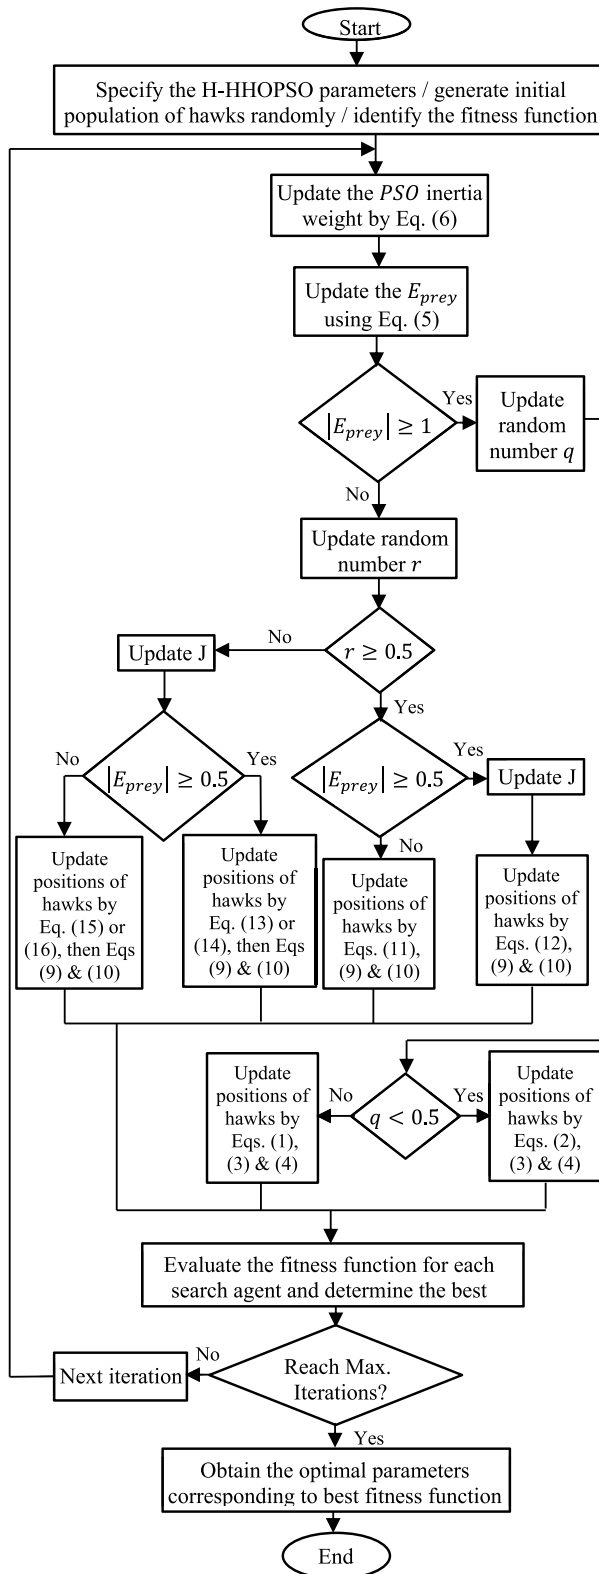 Start
Specify the H-HHOPSO parameters / generate initial
population of hawks randomly / identify the fitness function
Update the PSO inertia
weight by Eq. (6)
Update the E_prey
using Eq. (5)
|E_prey| ≥ 1
Yes
Update
random
number q
No
Update random
number r
r ≥ 0.5
No
Update J
Yes
|E_prey| ≥ 0.5
No
Yes
|E_prey| ≥ 0.5
Yes
Update J
No
Update
positions of
hawks by
Eq. (15) or
(16), then Eqs
(9) & (10)
Update
positions of
hawks by
Eq. (13) or
(14), then Eqs
(9) & (10)
Update
positions of
hawks by
Eqs. (11),
(9) & (10)
Update
positions of
hawks by
Eqs. (12),
(9) & (10)
q < 0.5
No
Yes
Update
positions of
hawks by
Eqs. (1),
(3) & (4)
Update
positions of
hawks by
Eqs. (2),
(3) & (4)
Evaluate the fitness function for each
search agent and determine the best
Reach Max.
Iterations?
No
Next iteration
Yes
Obtain the optimal parameters
corresponding to best fitness function
End